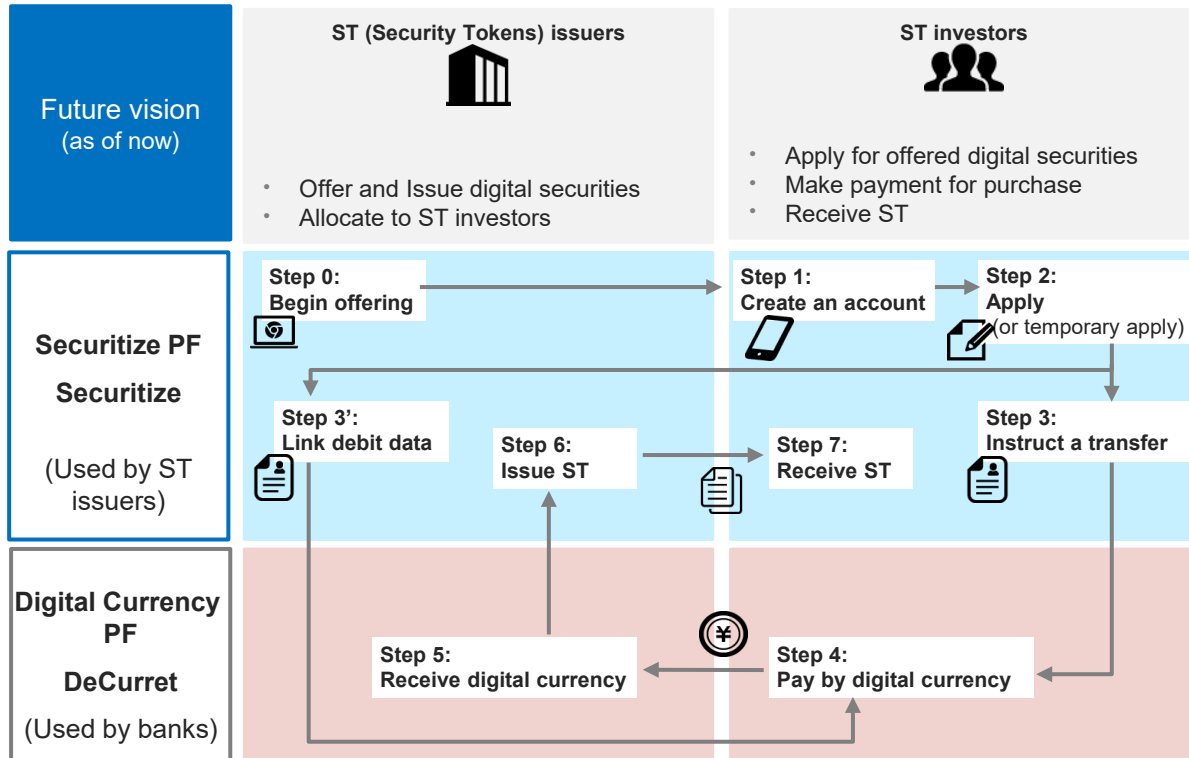 Future vision
(as of now)
ST (Security Tokens) issuers
• Offer and Issue digital securities
• Allocate to ST investors
ST investors
• Apply for offered digital securities
• Make payment for purchase
• Receive ST
Securitize PF
Securitize
(Used by ST
issuers)
Step 0:
Begin offering
Step 1:
Create an account
Step 2:
Apply
(or temporary apply)
Step 3’:
Link debit data
Step 6:
Issue ST
Step 7:
Receive ST
Step 3:
Instruct a transfer
Digital Currency
PF
DeCurret
(Used by banks)
Step 5:
Receive digital currency
¥
Step 4:
Pay by digital currency